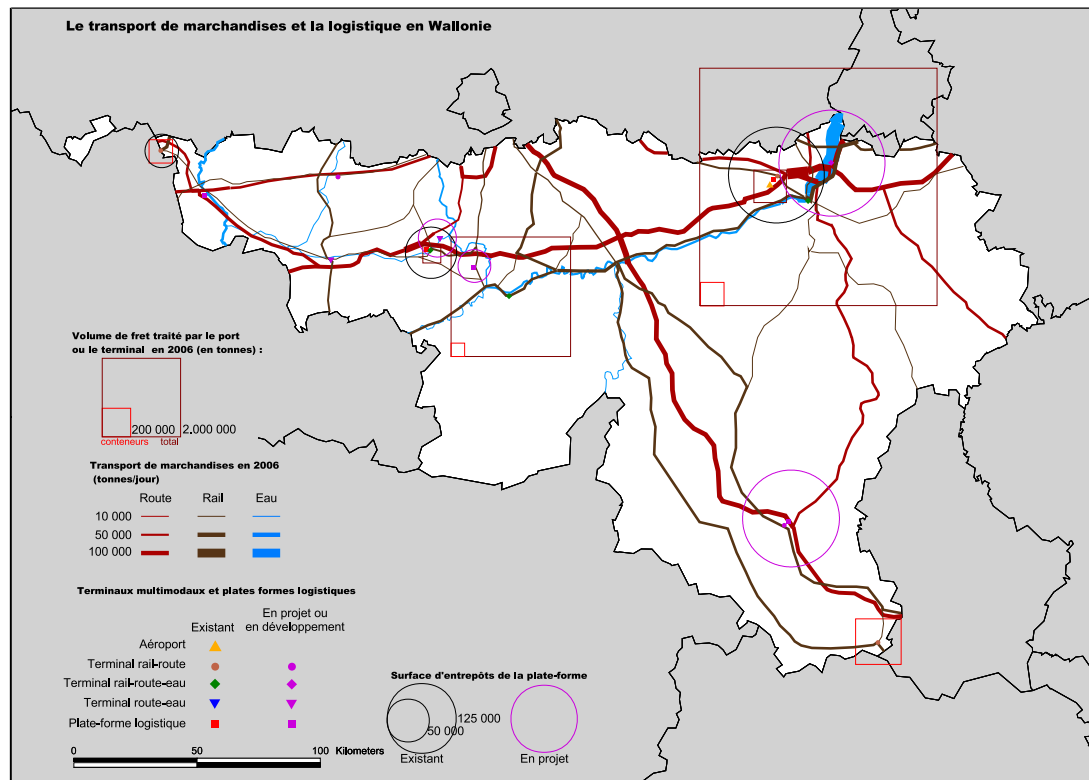 Le transport de marchandises et la logistique en Wallonie
Volume de fret traité par le port
ou le terminal en 2006 (en tonnes) :
200 000 2.000 000
conteneurs total
Transport de marchandises en 2006
(tonnes/jour)
Route Rail Eau
10 000
50 000
100 000
Terminaux multimodaux et plates formes logistiques
Existant En projet ou
en développement
Aéroport
Terminal rail-route
Terminal rail-route-eau
Terminal route-eau
Plate-forme logistique
0 50 100 Kilometers
Surface d'entrepôts de la plate-forme
125 000
50 000
Existant En projet